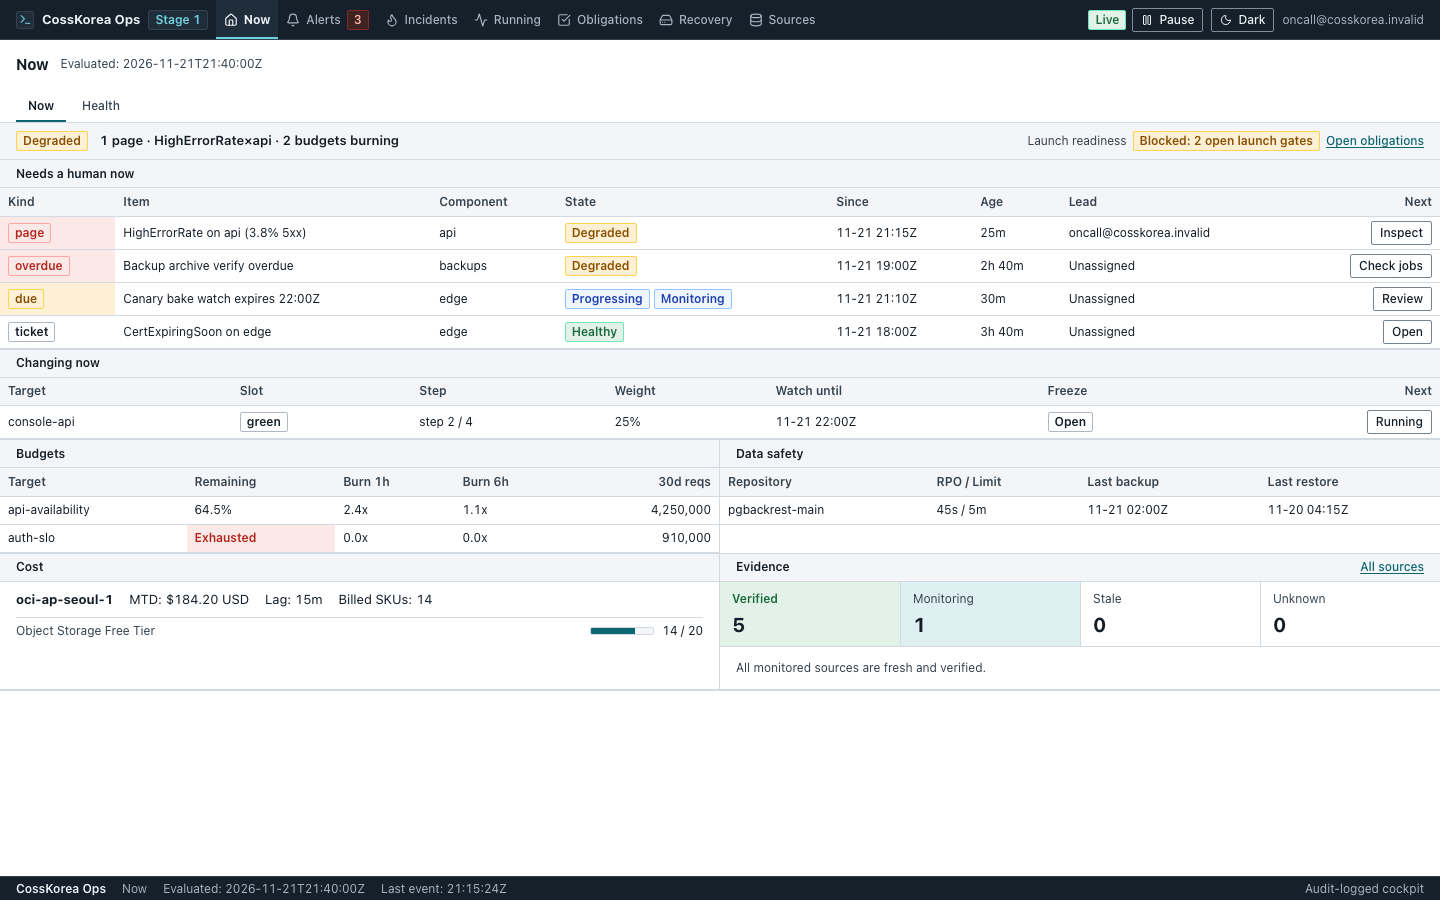 CossKorea Ops Stage 1 Now Alerts 3 Incidents Running Obligations Recovery Sources Live Pause Dark oncall@cosskorea.invalid
Now Evaluated: 2026-11-21T21:40:00Z
Now Health
Degraded 1 page · HighErrorRate×api · 2 budgets burning Launch readiness Blocked: 2 open launch gates Open obligations
Needs a human now
Kind Item Component State Since Age Lead Next
page HighErrorRate on api (3.8% 5xx) api Degraded 11-21 21:15Z 25m oncall@cosskorea.invalid Inspect
overdue Backup archive verify overdue backups Degraded 11-21 19:00Z 2h 40m Unassigned Check jobs
due Canary bake watch expires 22:00Z edge Progressing Monitoring 11-21 21:10Z 30m Unassigned Review
ticket CertExpiringSoon on edge edge Healthy 11-21 18:00Z 3h 40m Unassigned Open
Changing now
Target Slot Step Weight Watch until Freeze Next
console-api green step 2 / 4 25% 11-21 22:00Z Open Running
Budgets
Target Remaining Burn 1h Burn 6h 30d reqs
api-availability 64.5% 2.4x 1.1x 4,250,000
auth-slo Exhausted 0.0x 0.0x 910,000
Data safety
Repository RPO / Limit Last backup Last restore
pgbackrest-main 45s / 5m 11-21 02:00Z 11-20 04:15Z
Cost
oci-ap-seoul-1 MTD: $184.20 USD Lag: 15m Billed SKUs: 14
Object Storage Free Tier 14 / 20
Evidence All sources
Verified Monitoring Stale Unknown
5 1 0 0
All monitored sources are fresh and verified.
CossKorea Ops Now Evaluated: 2026-11-21T21:40:00Z Last event: 21:15:24Z Audit-logged cockpit